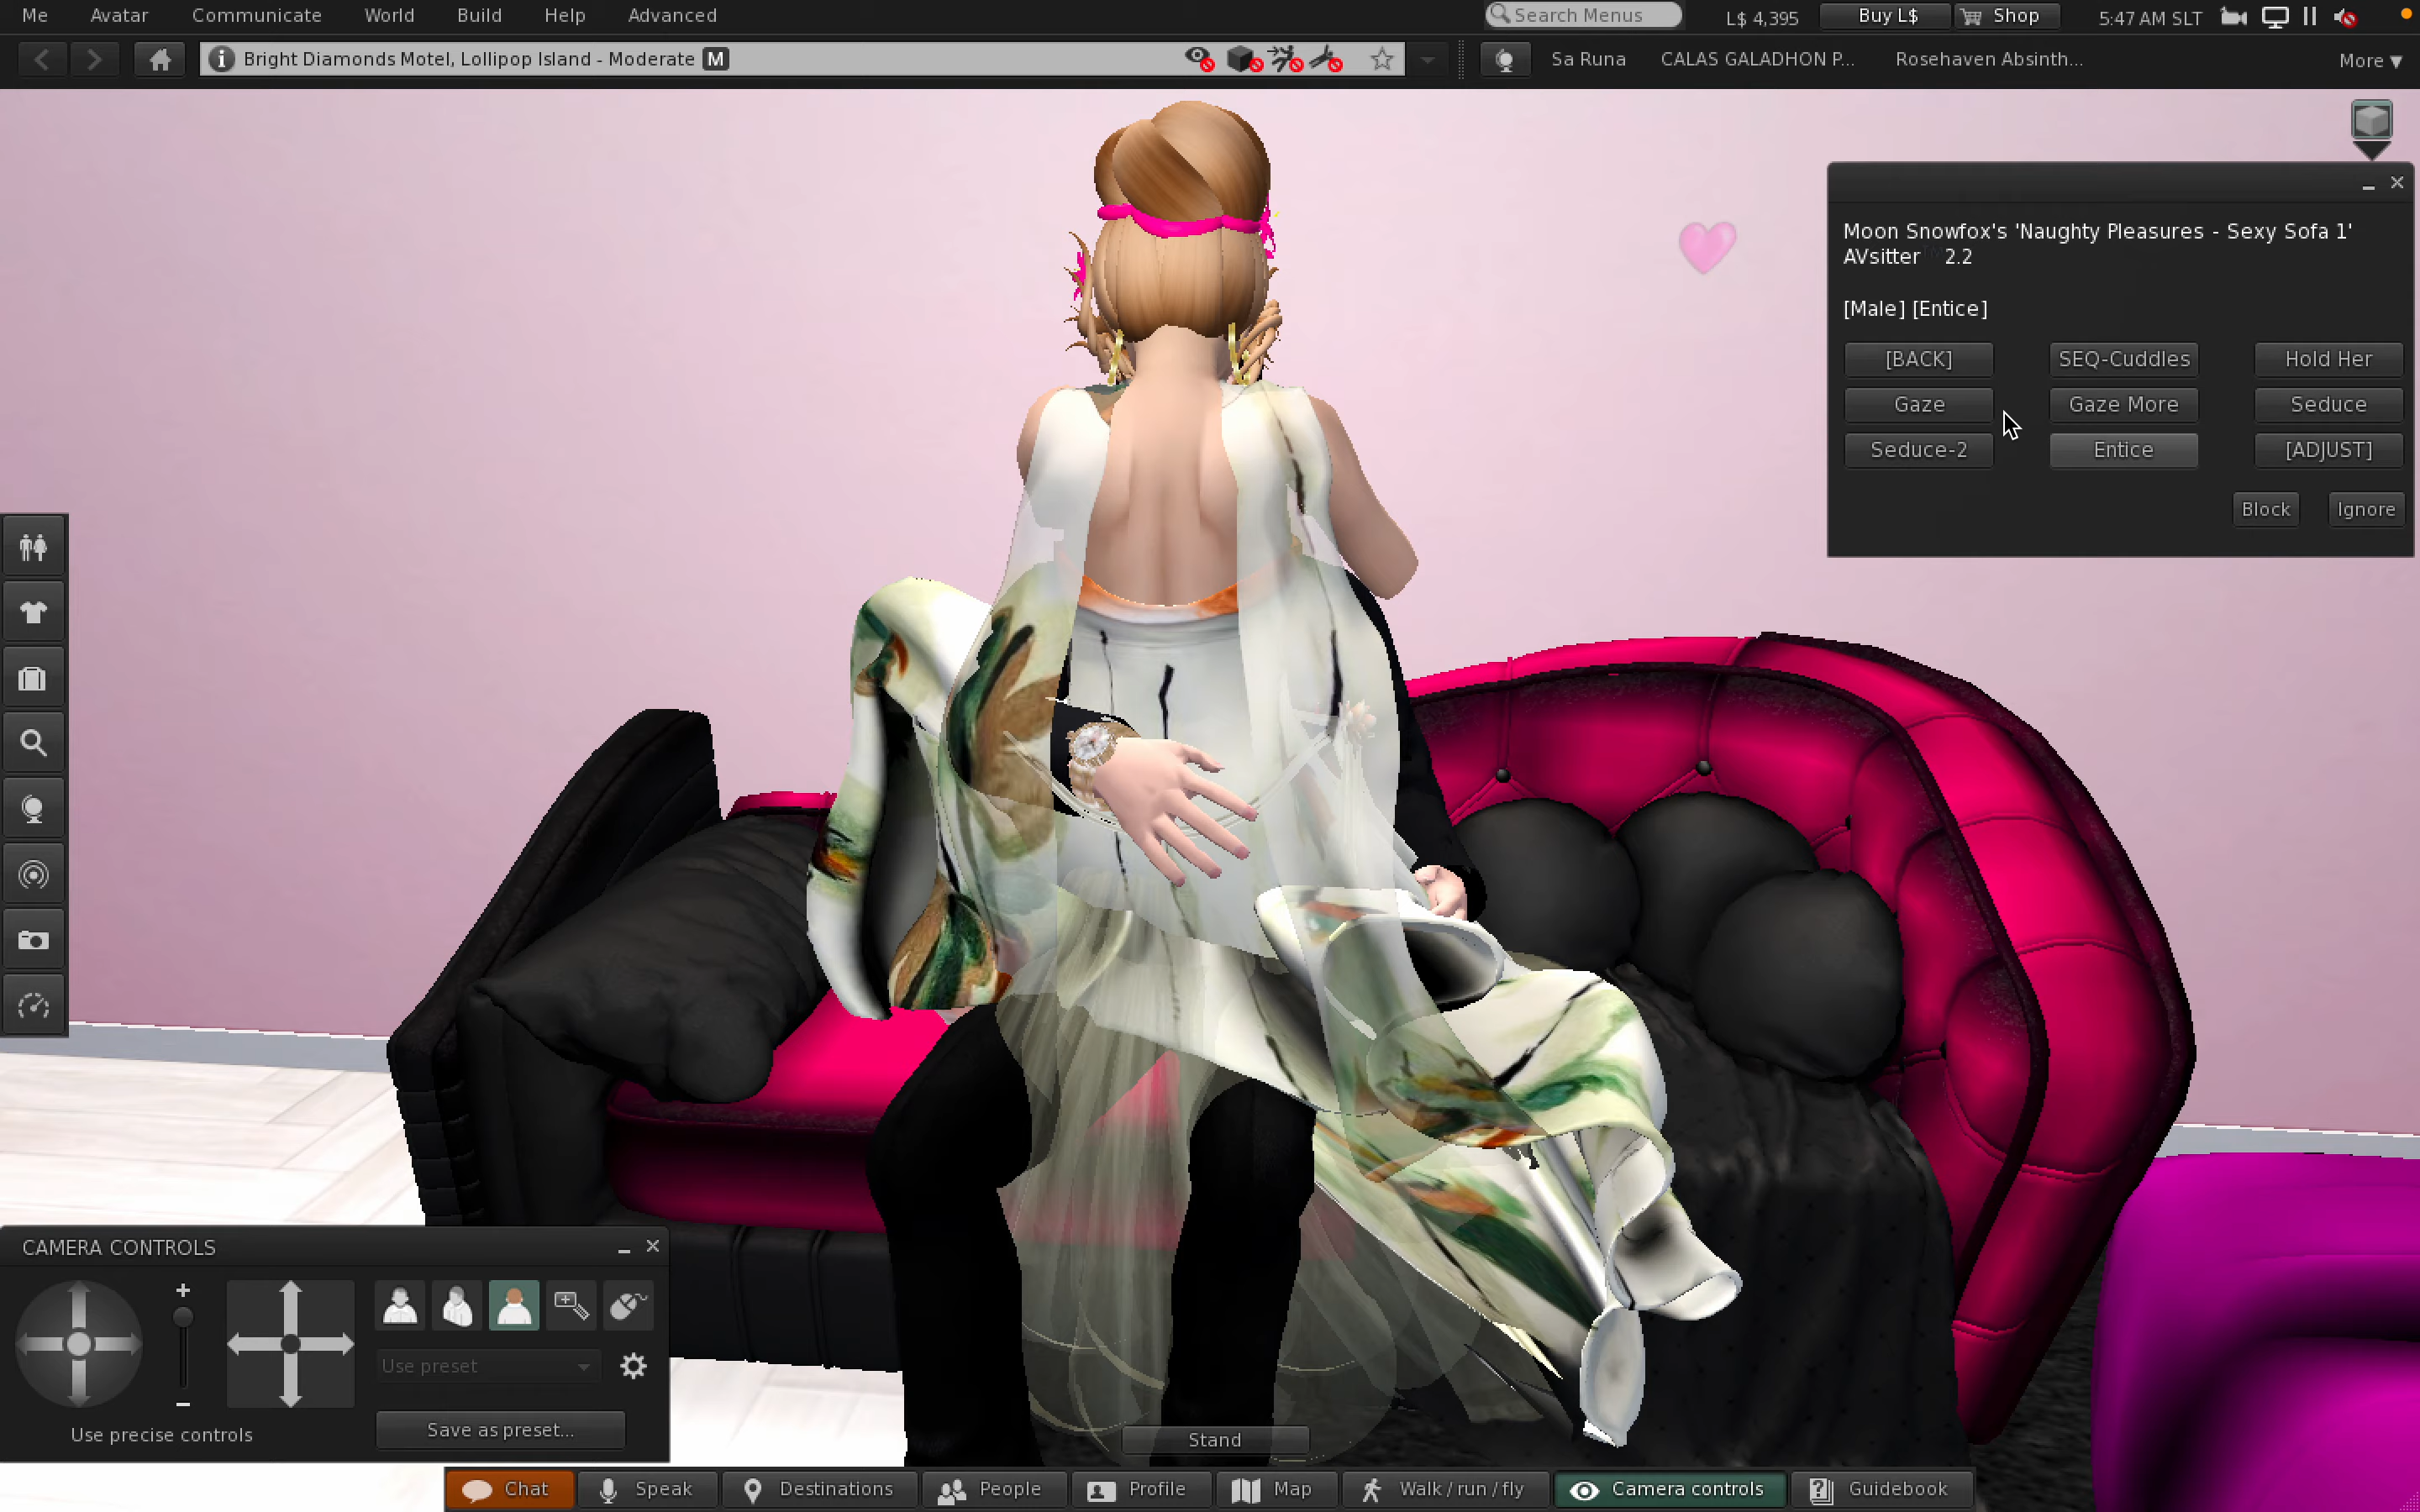 Me Avatar Communicate World Build Help Advanced Search Menus L$ 4,395 Buy L$ Shop 5:47 AM SLT
Bright Diamonds Motel, Lollipop Island - Moderate M Sa Runa CALAS GALADHON P... Rosehaven Absinth... More
Moon Snowfox's 'Naughty Pleasures - Sexy Sofa 1'
AVsitter 2.2
[Male] [Entice]
[BACK] SEQ-Cuddles Hold Her
Gaze Gaze More Seduce
Seduce-2 Entice [ADJUST]
Block Ignore
CAMERA CONTROLS
Use preset
Save as preset...
Use precise controls
Stand
Chat Speak Destinations People Profile Map Walk / run / fly Camera controls Guidebook